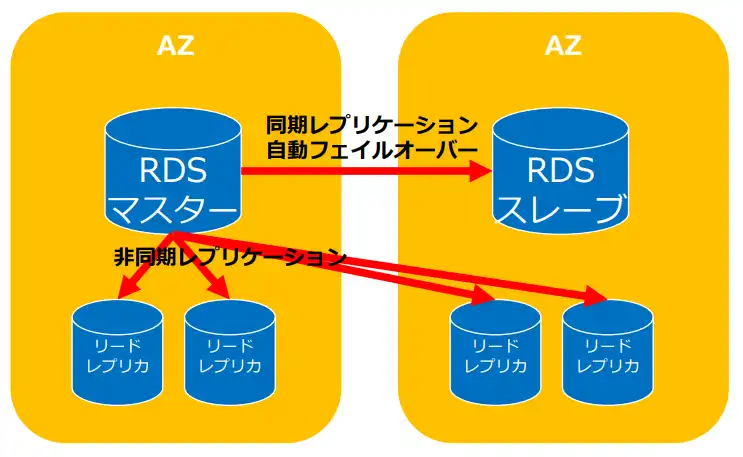 AZ
AZ
同期レプリケーション
自動フェイルオーバー
RDS
マスター
RDS
スレーブ
非同期レプリケーション
リード
レプリカ
リード
レプリカ
リード
レプリカ
リード
レプリカ